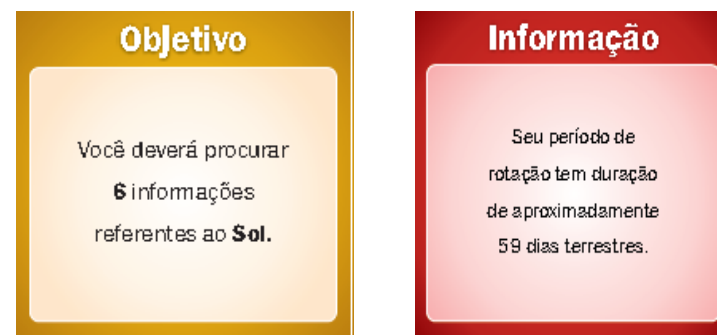 Objetivo
Você deverá procurar
6 informações
referentes ao Sol.
Informação
Seu período de
rotação tem duração
de aproximadamente
59 dias terrestres.